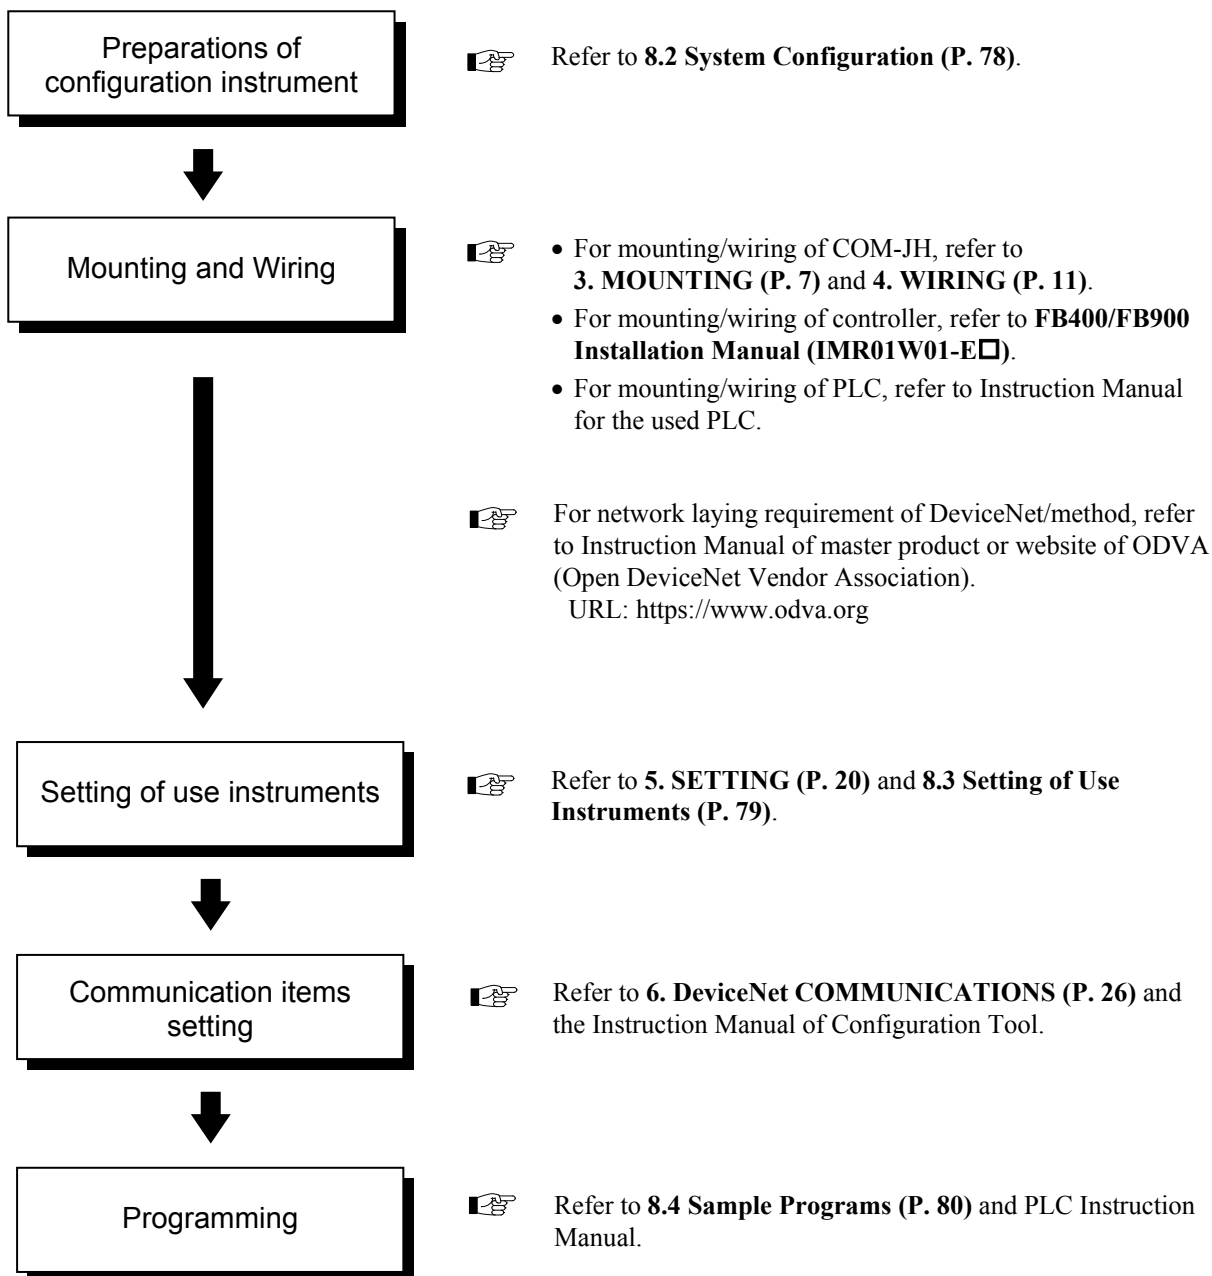 Preparations of
configuration instrument
Refer to 8.2 System Configuration (P. 78).
Mounting and Wiring
• For mounting/wiring of COM-JH, refer to
3. MOUNTING (P. 7) and 4. WIRING (P. 11).
• For mounting/wiring of controller, refer to FB400/FB900
Installation Manual (IMR01W01-E□).
• For mounting/wiring of PLC, refer to Instruction Manual
for the used PLC.
For network laying requirement of DeviceNet/method, refer
to Instruction Manual of master product or website of ODVA
(Open DeviceNet Vendor Association).
URL: https://www.odva.org
Setting of use instruments
Refer to 5. SETTING (P. 20) and 8.3 Setting of Use
Instruments (P. 79).
Communication items
setting
Refer to 6. DeviceNet COMMUNICATIONS (P. 26) and
the Instruction Manual of Configuration Tool.
Programming
Refer to 8.4 Sample Programs (P. 80) and PLC Instruction
Manual.